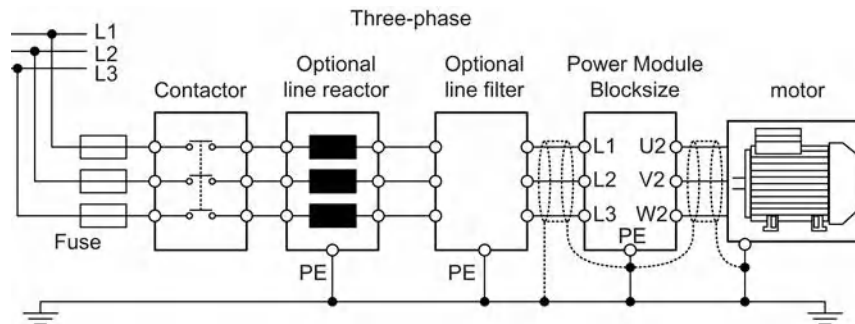 Three-phase
L1
L2
L3
Contactor
Optional
line reactor
Optional
line filter
Power Module
Blocksize
motor
L1 U2
L2 V2
L3 W2
Fuse
PE
PE
PE